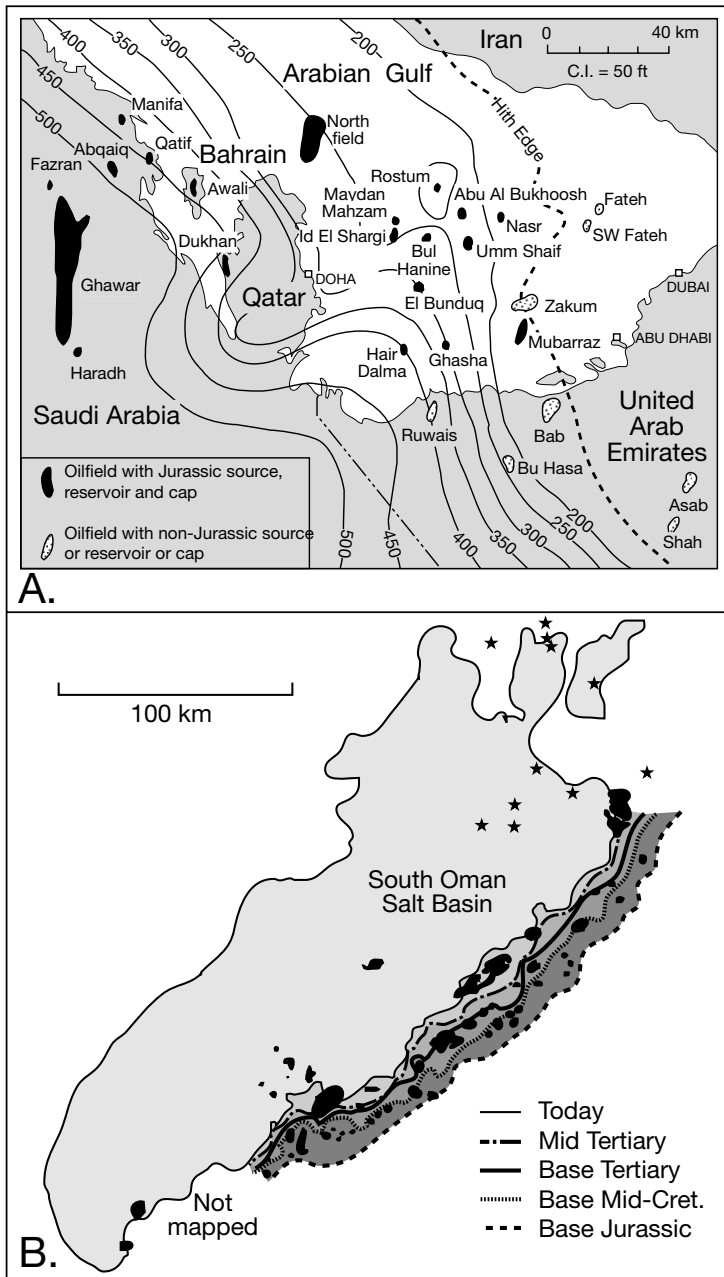 Iran
0 40 km
C.I. = 50 ft
Arabian Gulf
200
250
300
350
400
450
500
Hith Edge
Manifa
Abqaiq
Qatif
Fazran
Bahrain
Awali
North
field
Rostum
Maydan
Mahzam
Abu Al Bukhoosh
Fateh
Nasr
SW Fateh
Id El Shargi
Bul
Hanine
Umm Shaif
Dukhan
DOHA
DUBAI
Ghawar
Qatar
El Bunduq
Zakum
Mubarraz
ABU DHABI
Hair
Dalma
Ghasha
Haradh
Saudi Arabia
Ruwais
Bab
United
Arab
Emirates
Bu Hasa
Asab
Shah
Oilfield with Jurassic source,
reservoir and cap
Oilfield with non-Jurassic source
or reservoir or cap
500
450
400
350
300
250
200
A.
100 km
South Oman
Salt Basin
Not
mapped
Today
Mid Tertiary
Base Tertiary
Base Mid-Cret.
Base Jurassic
B.